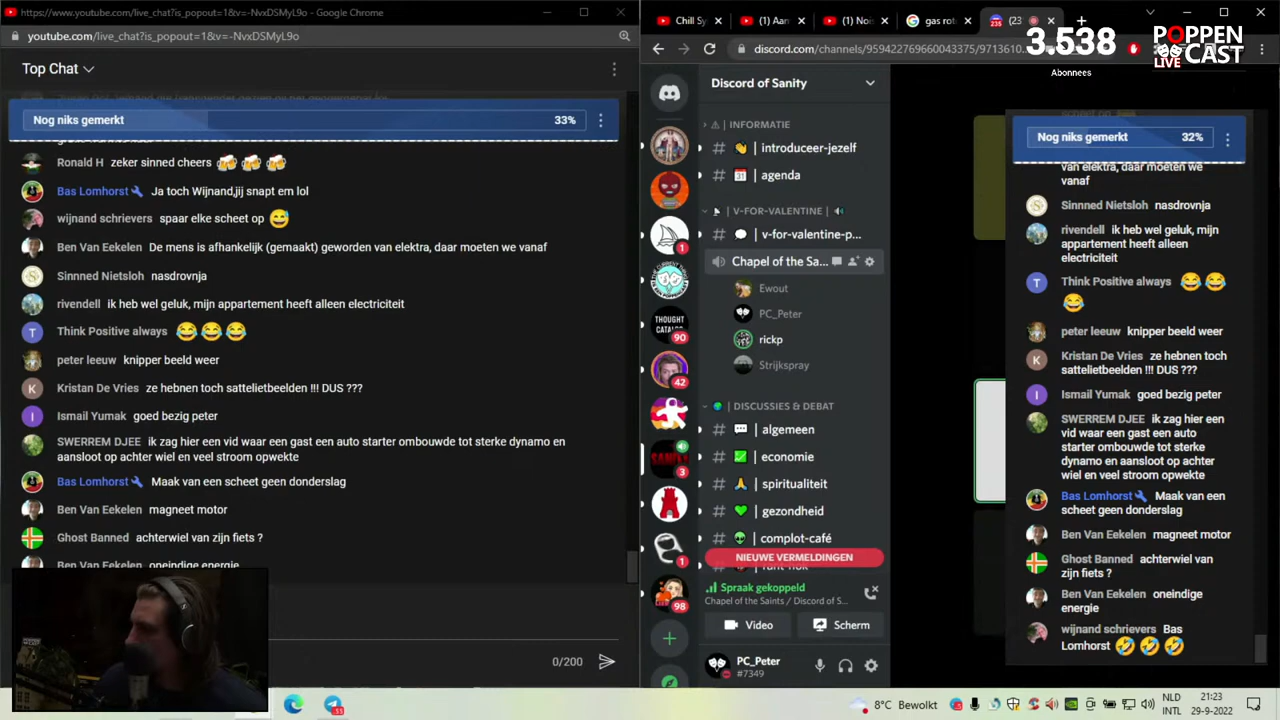 https://www.youtube.com/live_chat?is_popout=1&v=-NvxDSMyL9o - Google Chrome
youtube.com/live_chat?is_popout=1&v=-NvxDSMyL9o
Top Chat
Nog niks gemerkt 33%
Ronald H zeker sinned cheers 🍻🍻🍻
Bas Lomhorst Ja toch Wijnand,jij snapt em lol
wijnand schrievers spaar elke scheet op 😅
Ben Van Eekelen De mens is afhankelijk (gemaakt) geworden van elektra, daar moeten we vanaf
Sinnned Nietsloh nasdrovnja
rivendell ik heb wel geluk, mijn appartement heeft alleen electriciteit
Think Positive always 😂😂😂
peter leeuw knipper beeld weer
Kristan De Vries ze hebnen toch sattelietbeelden !!! DUS ???
Ismail Yumak goed bezig peter
SWERREM DJEE ik zag hier een vid waar een gast een auto starter ombouwde tot sterke dynamo en
aansloot op achter wiel en veel stroom opwekte
Bas Lomhorst Maak van een scheet geen donderslag
Ben Van Eekelen magneet motor
Ghost Banned achterwiel van zijn fiets ?
Ben Van Eekelen oneindige energie
0/200
Chill Sy
(1) Aan
(1) Nois
gas rot
(23
discord.com/channels/959422769660043375/9713610...
3.538
Abonnees
POPPEN
LIVE CAST
Discord of Sanity
INFORMATIE
# 👋 | introduceer-jezelf
# | agenda
V-FOR-VALENTINE |
# 💬 | v-for-valentine-p...
Chapel of the Sa...
Ewout
PC_Peter
rickp
Strijkspray
DISCUSSIES & DEBAT
# | algemeen
# | economie
# 🙏 | spiritualiteit
# 💚 | gezondheid
# 👽 | complot-café
NIEUWE VERMELDINGEN
Spraak gekoppeld
Chapel of the Saints / Discord of S...
Video
Scherm
PC_Peter
#7349
1
THOUGHT
CATALOG
90
42
SANITY
3
1
98
Nog niks gemerkt 32%
van elektra, daar moeten we
vanaf
Sinnned Nietsloh nasdrovnja
rivendell ik heb wel geluk, mijn
appartement heeft alleen
electriciteit
Think Positive always 😂😂
😂
peter leeuw knipper beeld weer
Kristan De Vries ze hebnen toch
sattelietbeelden !!! DUS ???
Ismail Yumak goed bezig peter
SWERREM DJEE ik zag hier een
vid waar een gast een auto
starter ombouwde tot sterke
dynamo en aansloot op achter
wiel en veel stroom opwekte
Bas Lomhorst Maak van een
scheet geen donderslag
Ben Van Eekelen magneet motor
Ghost Banned achterwiel van
zijn fiets ?
Ben Van Eekelen oneindige
energie
wijnand schrievers Bas
Lomhorst 🤣🤣🤣
8°C Bewolkt
NLD
INTL
21:23
29-9-2022